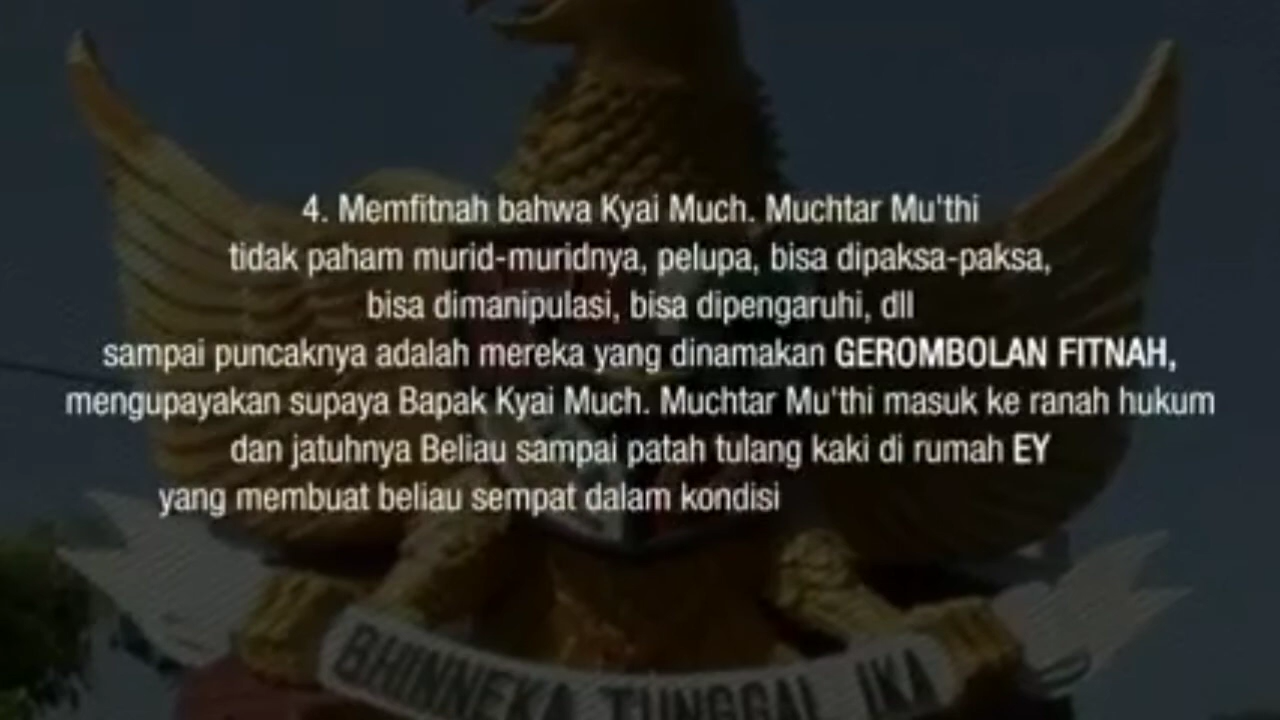 4. Memfitnah bahwa Kyai Much. Muchtar Mu'thi
tidak paham murid-muridnya, pelupa, bisa dipaksa-paksa,
bisa dimanipulasi, bisa dipengaruhi, dll
sampai puncaknya adalah mereka yang dinamakan GEROMBOLAN FITNAH,
mengupayakan supaya Bapak Kyai Much. Muchtar Mu'thi masuk ke ranah hukum
dan jatuhnya Beliau sampai patah tulang kaki di rumah EY
yang membuat beliau sempat dalam kondisi
BHINNEKA TUNGGAL IKA